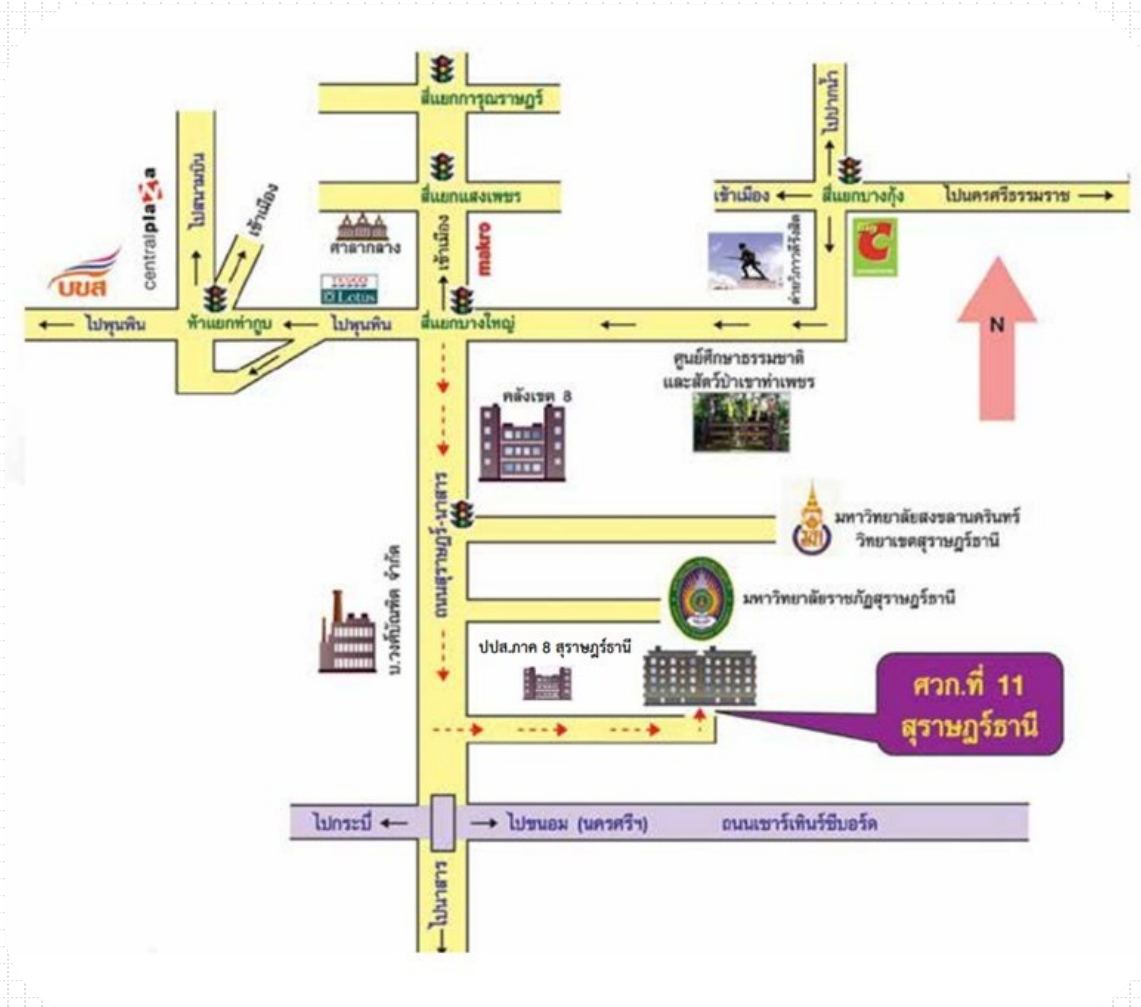 สี่แยกการุณราษฎร์
ไปปากน้ำ
centralplaza
ไปสนามบิน
เข้าเมือง
สี่แยกแสงเพชร
เข้าเมือง
สี่แยกบางกุ้ง
ไปนครศรีธรรมราช
ศาลากลาง
เข้าเมือง
makro
ค่ายวิภาวดีรังสิต
Big
C
บขส
TESCO
Lotus
ไปพุนพิน
ห้าแยกท่ากูบ
ไปพุนพิน
สี่แยกบางใหญ่
N
ศูนย์ศึกษาธรรมชาติ
และสัตว์ป่าเขาท่าเพชร
คลังเขต 8
ถนนสุราษฎร์-นาสาร
มหาวิทยาลัยสงขลานครินทร์
วิทยาเขตสุราษฎร์ธานี
บ.วงศ์บัณฑิต จำกัด
มหาวิทยาลัยราชภัฏสุราษฎร์ธานี
ปปส.ภาค 8 สุราษฎร์ธานี
ศวก.ที่ 11
สุราษฎร์ธานี
ไปกระบี่
ไปขนอม (นครศรีฯ)
ถนนเซาร์เทินร์ซีบอร์ด
ไปนาสาร